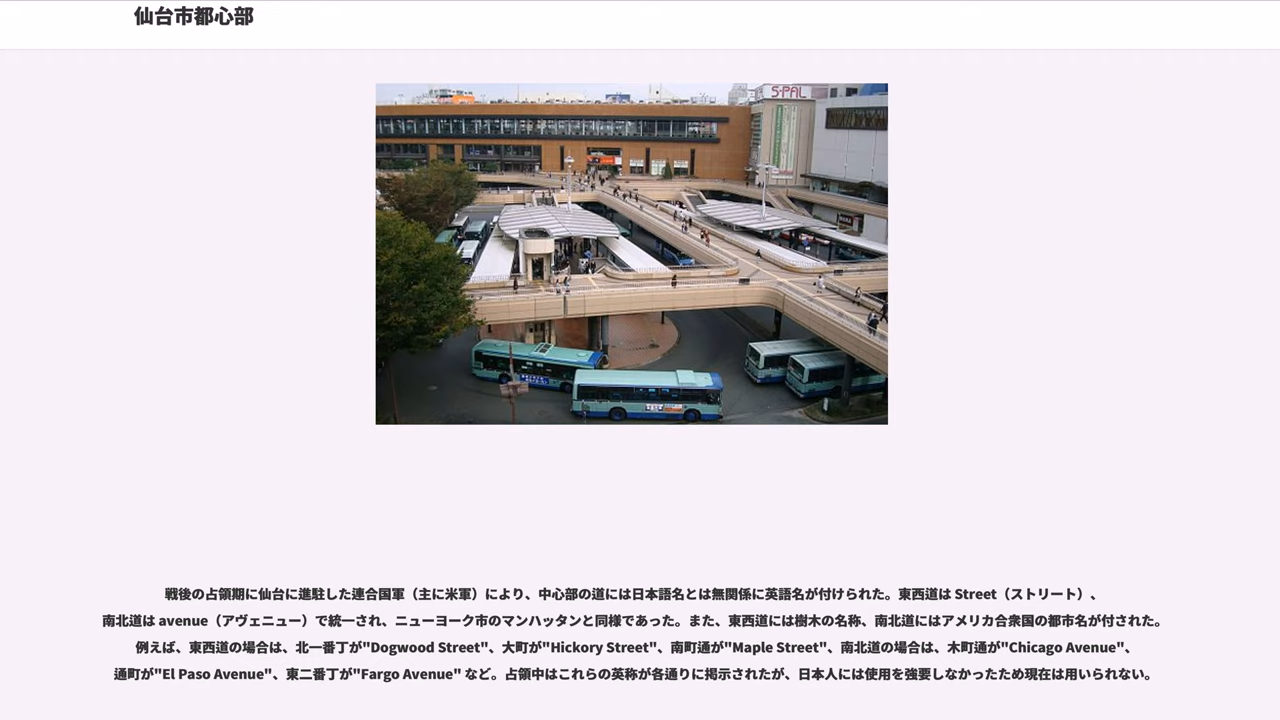 仙台市都心部
S-PAL
戦後の占領期に仙台に進駐した連合国軍（主に米軍）により、中心部の道には日本語名とは無関係に英語名が付けられた。東西道は Street（ストリート）、
南北道は avenue（アヴェニュー）で統一され、ニューヨーク市のマンハッタンと同様であった。また、東西道には樹木の名称、南北道にはアメリカ合衆国の都市名が付された。
例えば、東西道の場合は、北一番丁が"Dogwood Street"、大町が"Hickory Street"、南町通が"Maple Street"、南北道の場合は、木町通が"Chicago Avenue"、
通町が"El Paso Avenue"、東二番丁が"Fargo Avenue" など。占領中はこれらの英称が各通りに掲示されたが、日本人には使用を強要しなかったため現在は用いられない。